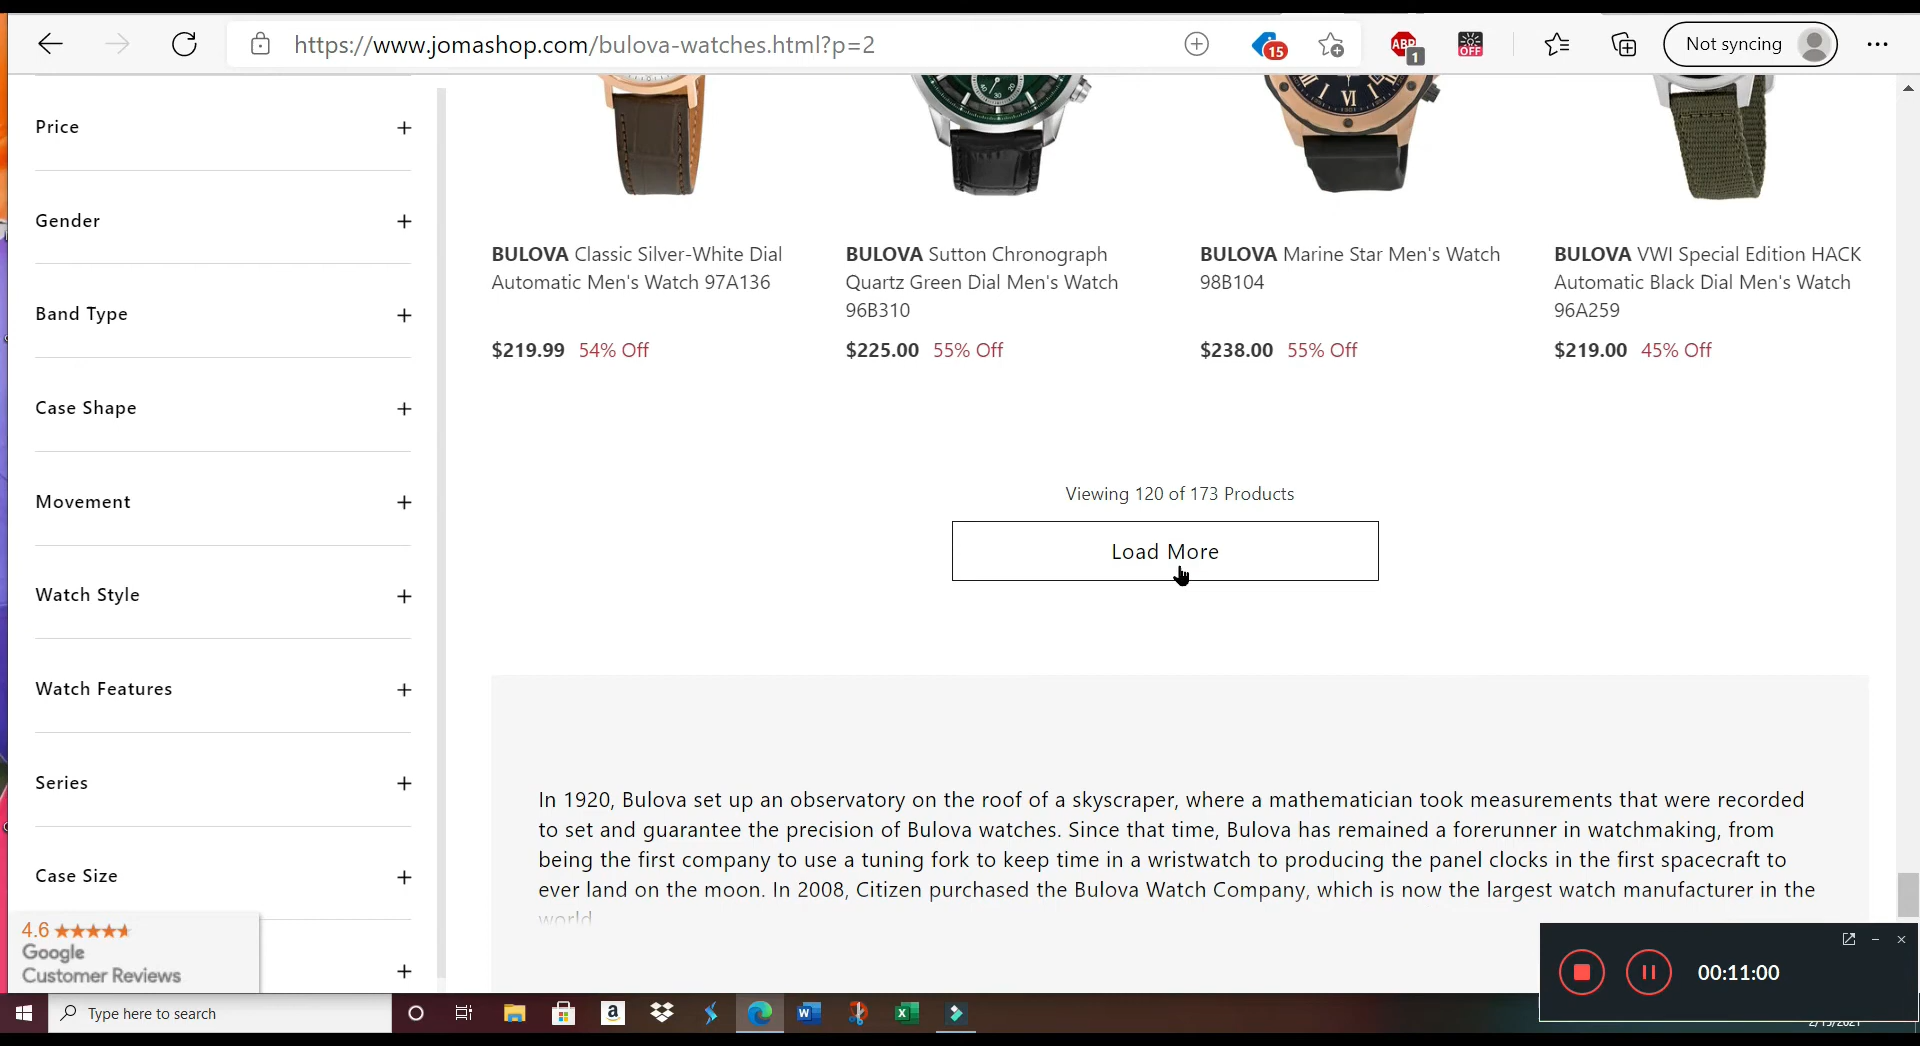 https://www.jomashop.com/bulova-watches.html?p=2
15
ABP
1
OFF
Not syncing
Price
Gender
Band Type
Case Shape
Movement
Watch Style
Watch Features
Series
Case Size
30
VI
BULOVA Classic Silver-White Dial
Automatic Men's Watch 97A136
$219.99 54% Off
BULOVA Sutton Chronograph
Quartz Green Dial Men's Watch
96B310
$225.00 55% Off
BULOVA Marine Star Men's Watch
98B104
$238.00 55% Off
BULOVA VWI Special Edition HACK
Automatic Black Dial Men's Watch
96A259
$219.00 45% Off
Viewing 120 of 173 Products
Load More
In 1920, Bulova set up an observatory on the roof of a skyscraper, where a mathematician took measurements that were recorded
to set and guarantee the precision of Bulova watches. Since that time, Bulova has remained a forerunner in watchmaking, from
being the first company to use a tuning fork to keep time in a wristwatch to producing the panel clocks in the first spacecraft to
ever land on the moon. In 2008, Citizen purchased the Bulova Watch Company, which is now the largest watch manufacturer in the
world
4.6
Google
Customer Reviews
00:11:00
Type here to search